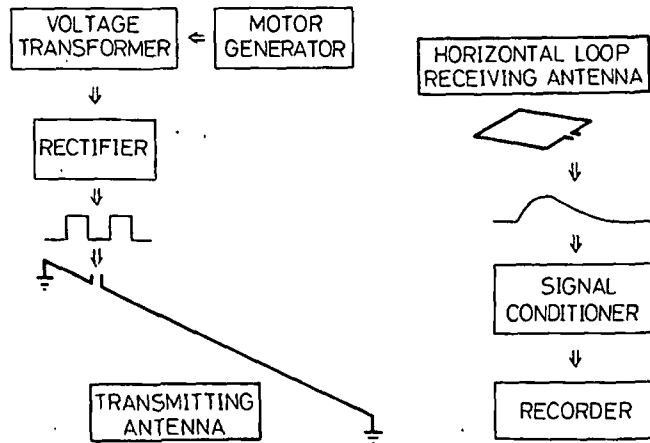 VOLTAGE
TRANSFORMER
MOTOR
GENERATOR
RECTIFIER
TRANSMITTING
ANTENNA
HORIZONTAL LOOP
RECEIVING ANTENNA
SIGNAL
CONDITIONER
RECORDER